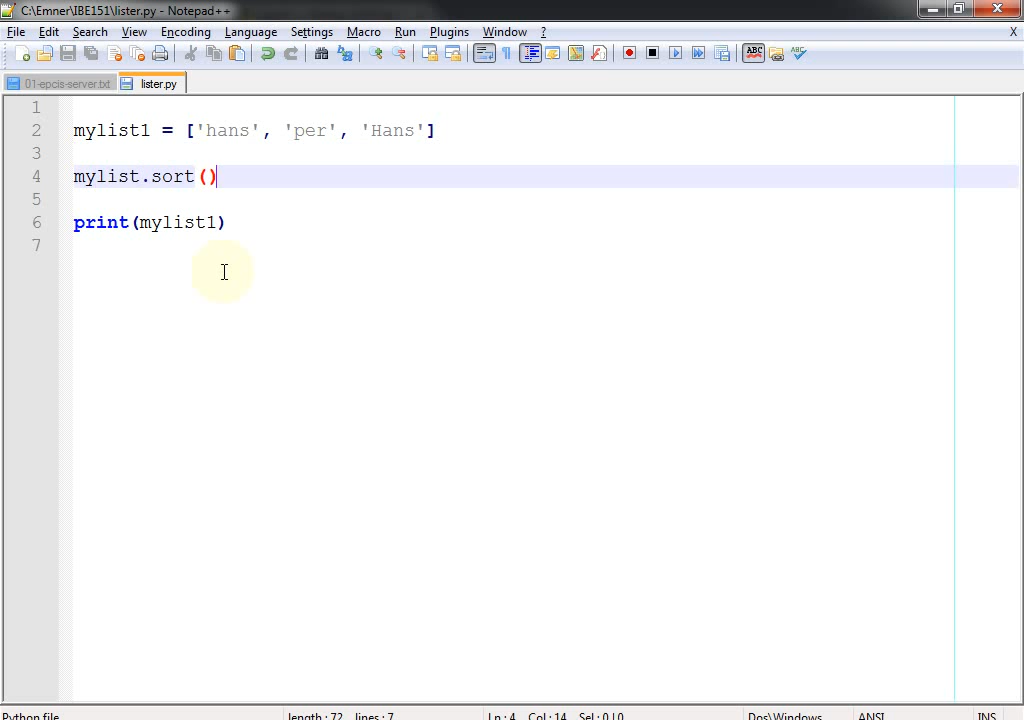 C:\Emner\IBE151\lister.py - Notepad++
File Edit Search View Encoding Language Settings Macro Run Plugins Window ? X
01-epcis-server.txt lister.py
1
2 mylist1 = ['hans', 'per', 'Hans']
3
4 mylist.sort()
5
6 print(mylist1)
7
Python file length : 72 lines : 7 Ln : 4 Col : 14 Sel : 0 | 0 Dos\Windows ANSI INS